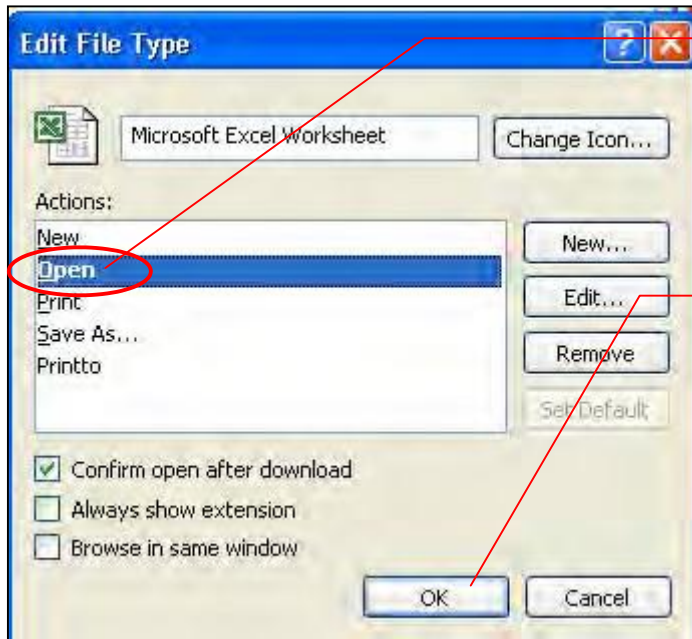 Edit File Type
Microsoft Excel Worksheet
Change Icon...
Actions:
New
Open
Print
Save As...
Printto
New...
Edit...
Remove
Set Default
Confirm open after download
Always show extension
Browse in same window
OK
Cancel